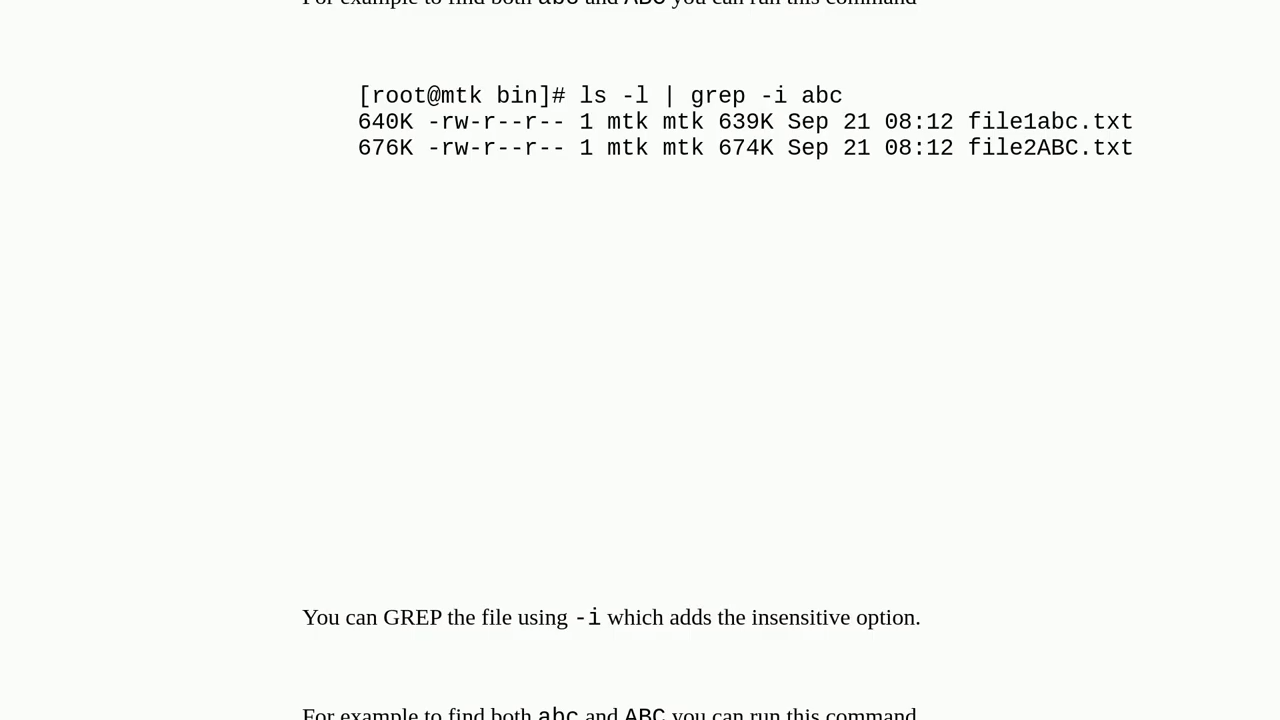 For example to find both abc and ABC you can run this command
[root@mtk bin]# ls -l | grep -i abc
640K -rw-r--r-- 1 mtk mtk 639K Sep 21 08:12 file1abc.txt
676K -rw-r--r-- 1 mtk mtk 674K Sep 21 08:12 file2ABC.txt
You can GREP the file using -i which adds the insensitive option.
For example to find both abc and ABC you can run this command